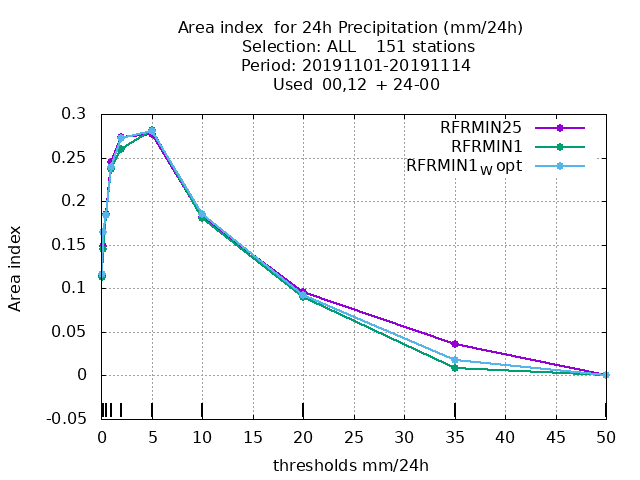 Area index  for 24h Precipitation (mm/24h)
Selection: ALL    151 stations
Period: 20191101-20191114
Used  00,12  + 24-00
RFRMIN25
RFRMIN1
RFRMIN1W opt
0.3
0.25
0.2
0.15
0.1
0.05
0
-0.05
Area index
0 5 10 15 20 25 30 35 40 45 50
thresholds mm/24h